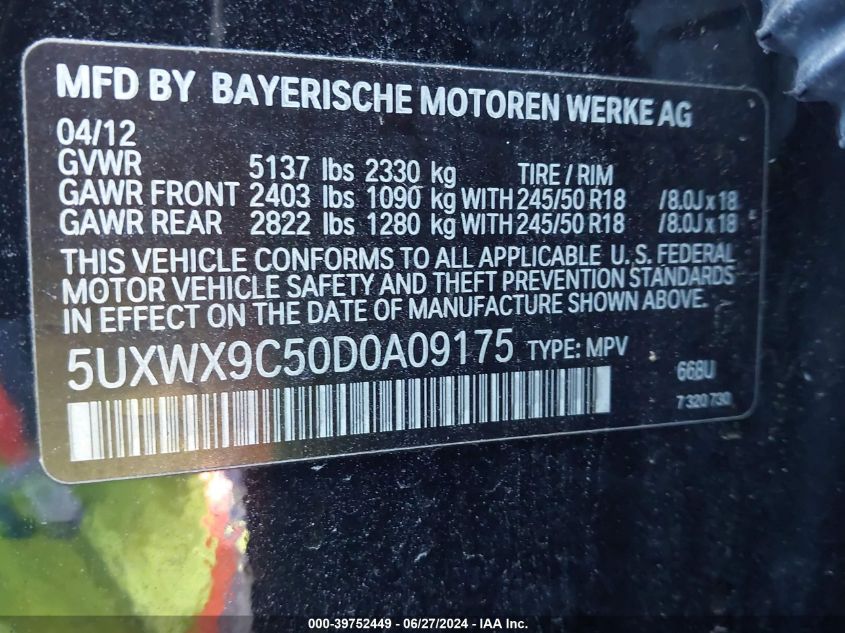 MFD BY BAYERISCHE MOTOREN WERKE AG
04/12
GVWR 5137 lbs 2330 kg TIRE / RIM
GAWR FRONT 2403 lbs 1090 kg WITH 245/50 R18 / 8.0J x 18
GAWR REAR 2822 lbs 1280 kg WITH 245/50 R18 / 8.0J x 18
THIS VEHICLE CONFORMS TO ALL APPLICABLE U. S. FEDERAL
MOTOR VEHICLE SAFETY AND THEFT PREVENTION STANDARDS
IN EFFECT ON THE DATE OF MANUFACTURE SHOWN ABOVE.
5UXWX9C50D0A09175 TYPE: MPV 668U
7 320 730
000-39752449 - 06/27/2024 - IAA Inc.